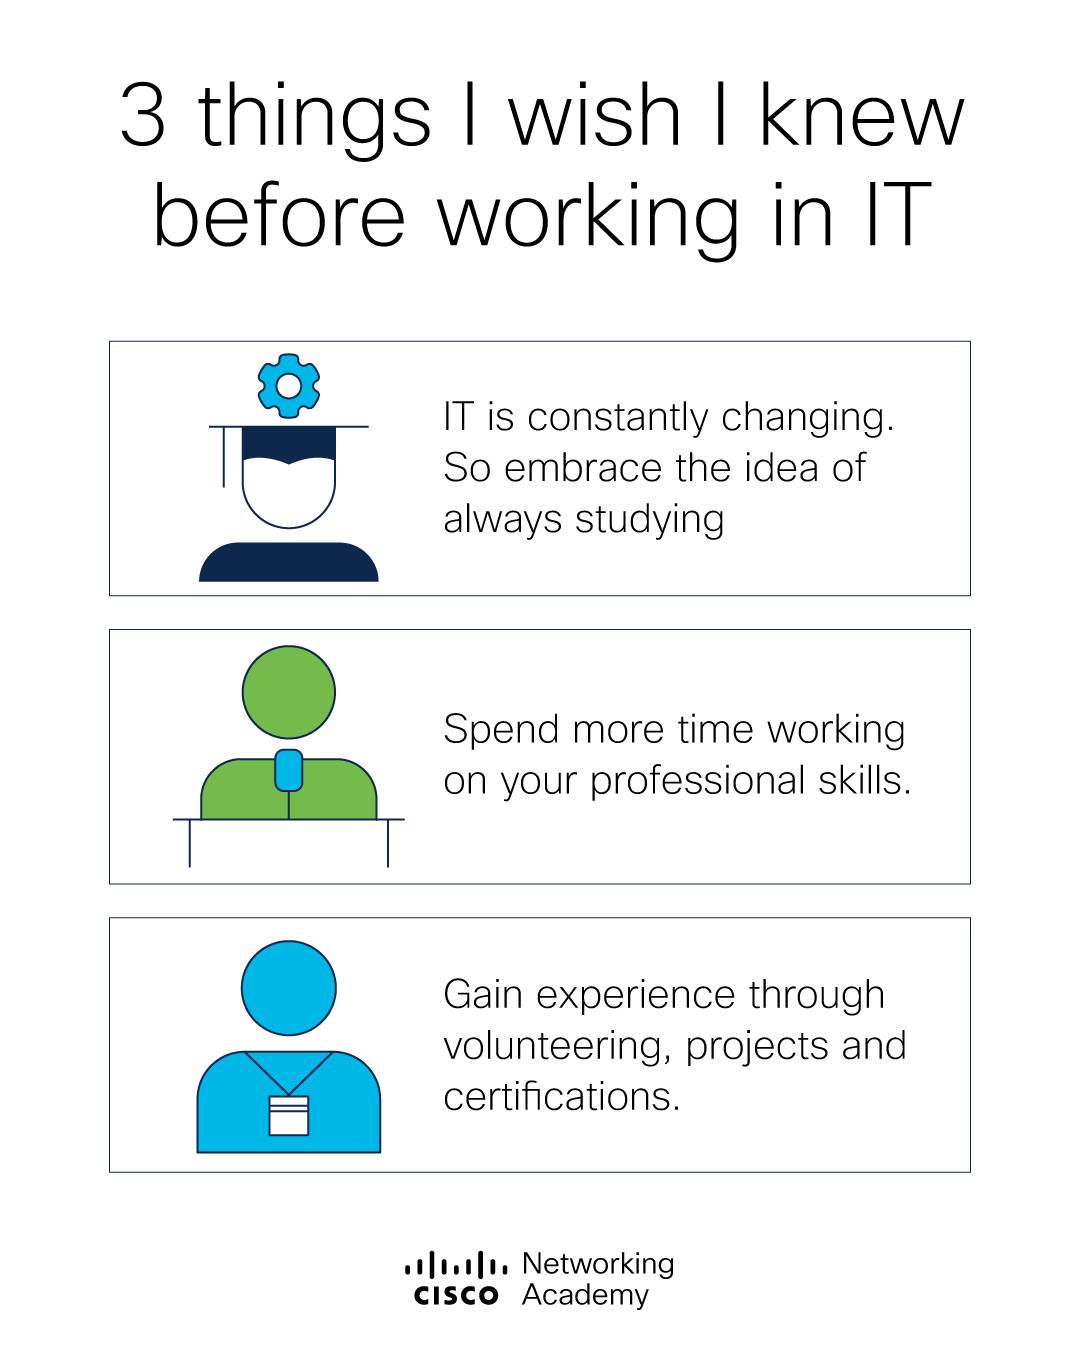 3 things I wish I knew
before working in IT
IT is constantly changing.
So embrace the idea of
always studying
Spend more time working
on your professional skills.
Gain experience through
volunteering, projects and
certifications.
CISCO
Networking
Academy